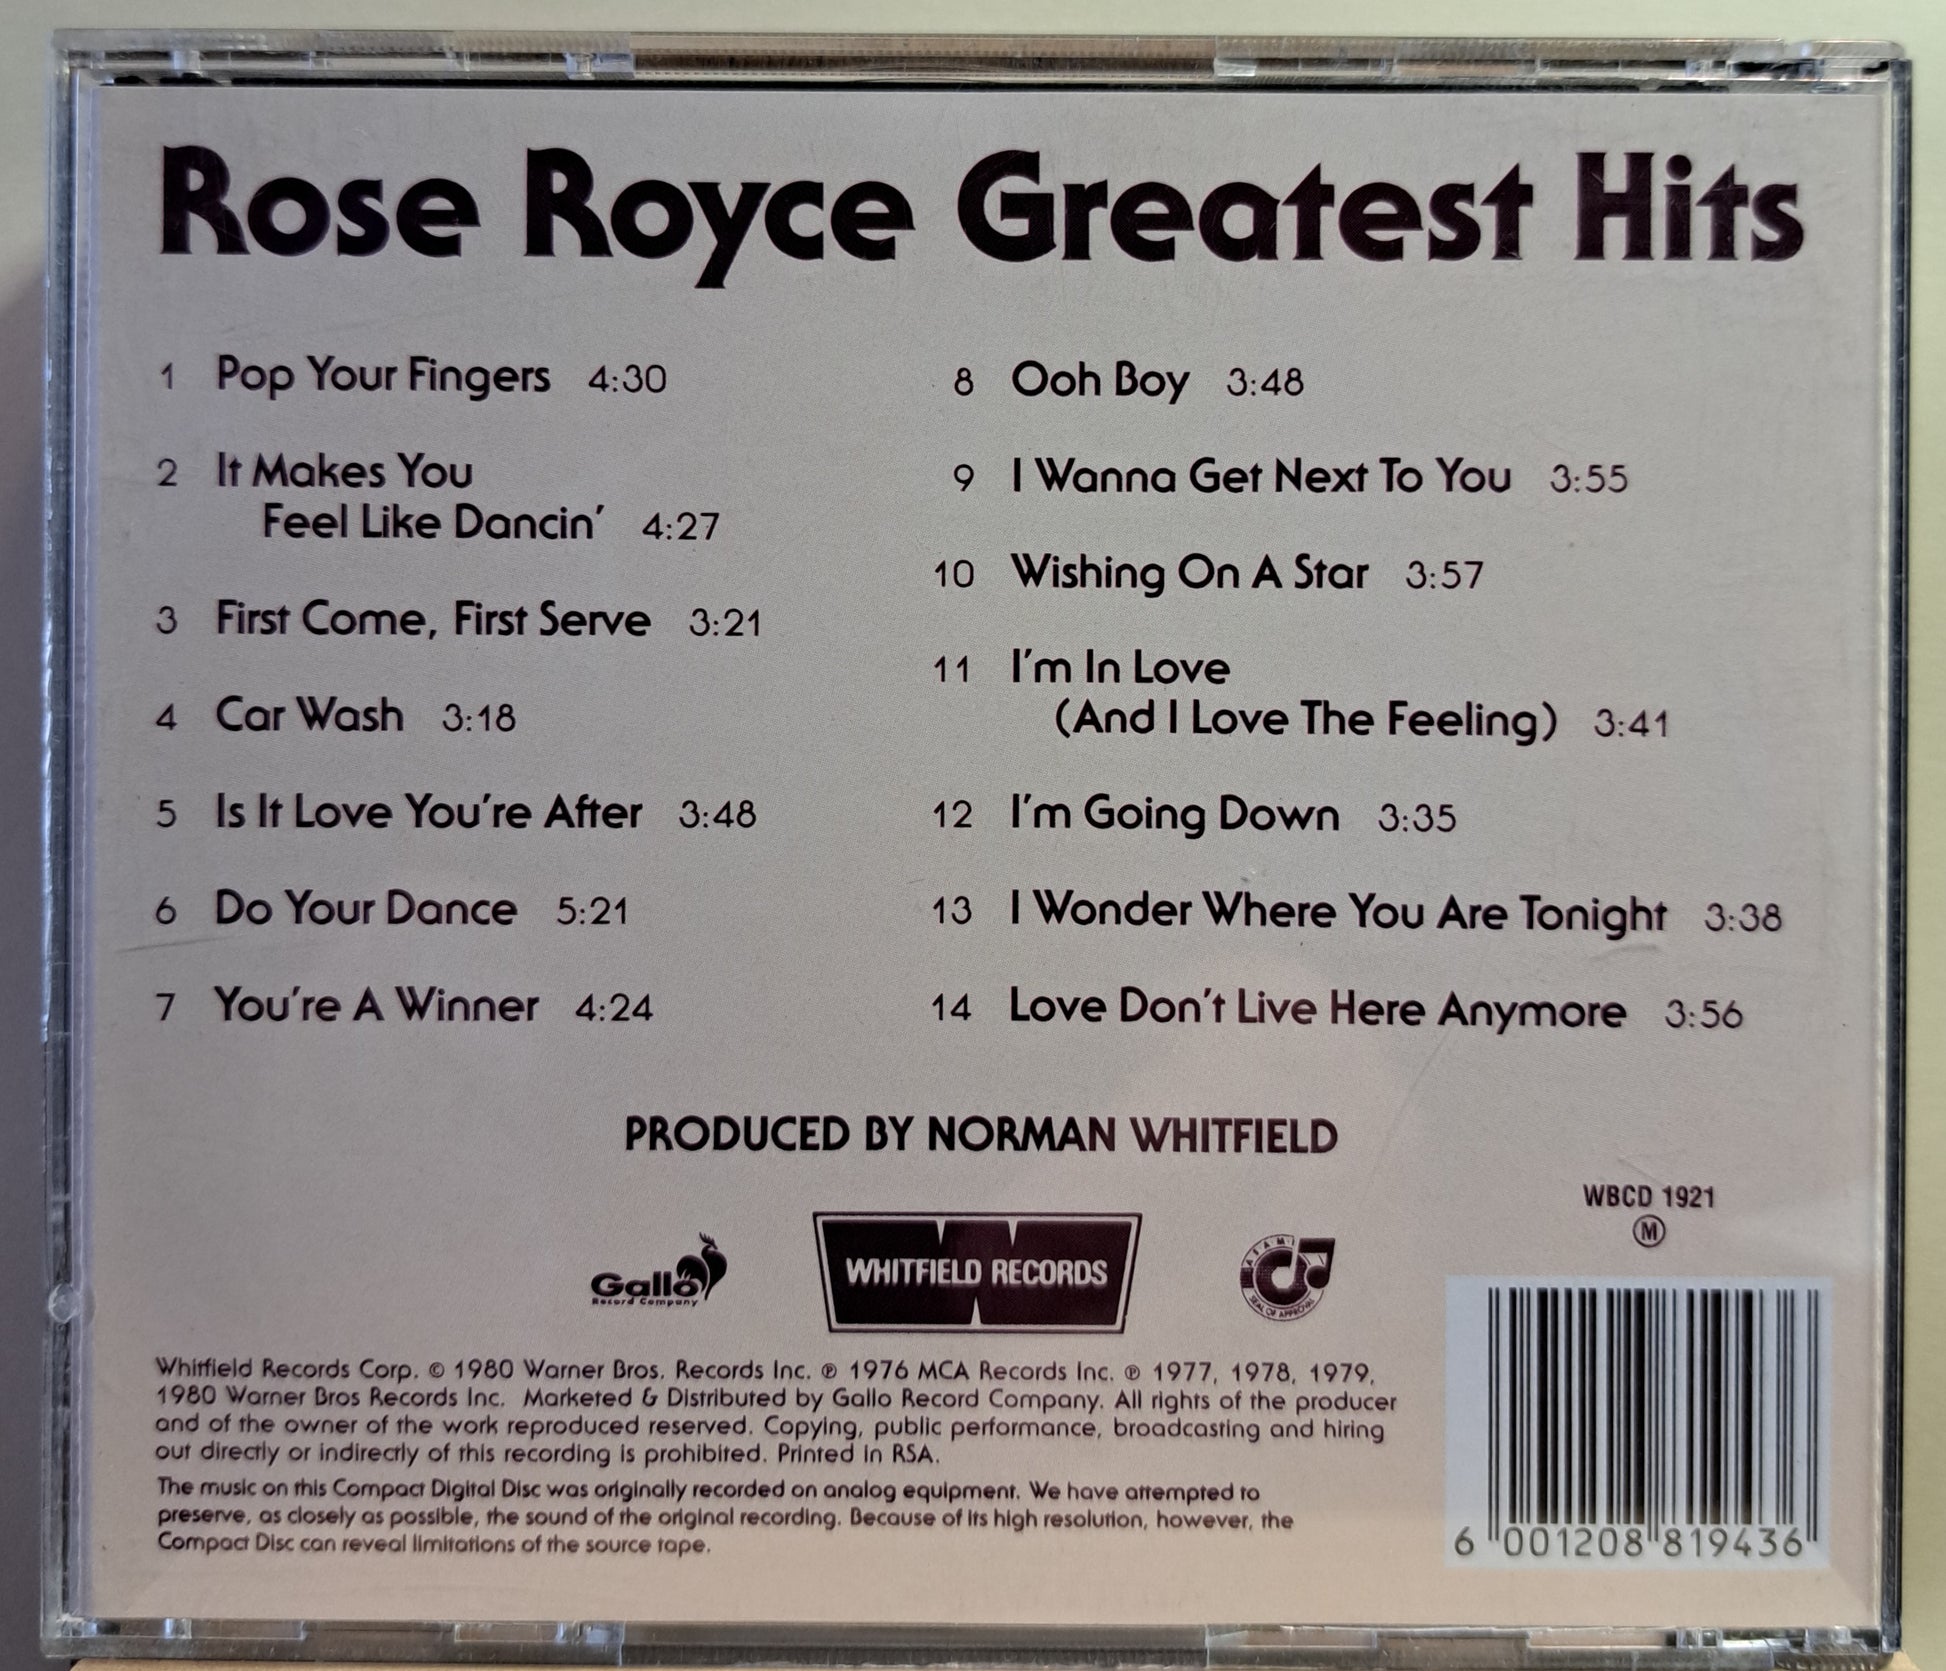 Rose Royce Greatest Hits
1 Pop Your Fingers 4:30
2 It Makes You
Feel Like Dancin' 4:27
3 First Come, First Serve 3:21
4 Car Wash 3:18
5 Is It Love You're After 3:48
6 Do Your Dance 5:21
7 You're A Winner 4:24
8 Ooh Boy 3:48
9 I Wanna Get Next To You 3:55
10 Wishing On A Star 3:57
11 I'm In Love
(And I Love The Feeling) 3:41
12 I'm Going Down 3:35
13 I Wonder Where You Are Tonight 3:38
14 Love Don't Live Here Anymore 3:56
PRODUCED BY NORMAN WHITFIELD
WBCD 1921
M
Gallo
Record Company
WHITFIELD RECORDS
ASAMI
SEAL OF APPROVAL
Whitfield Records Corp. © 1980 Warner Bros. Records Inc. ℗ 1976 MCA Records Inc. ℗ 1977, 1978, 1979,
1980 Warner Bros Records Inc. Marketed & Distributed by Gallo Record Company. All rights of the producer
and of the owner of the work reproduced reserved. Copying, public performance, broadcasting and hiring
out directly or indirectly of this recording is prohibited. Printed in RSA.
The music on this Compact Digital Disc was originally recorded on analog equipment. We have attempted to
preserve, as closely as possible, the sound of the original recording. Because of its high resolution, however, the
Compact Disc can reveal limitations of the source tape.
6 001208 819436